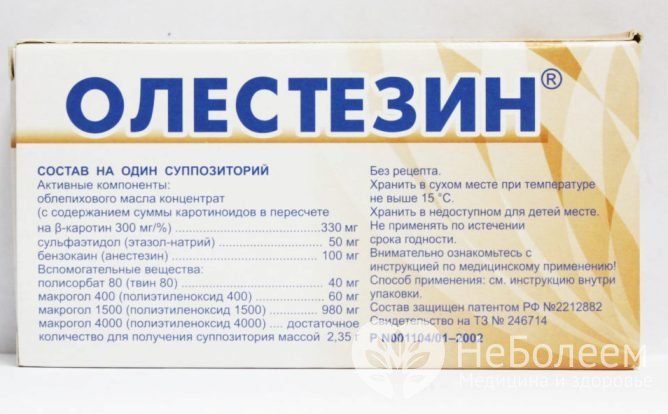 ОЛЕСТЕЗИН®
СОСТАВ НА ОДИН СУППОЗИТОРИЙ
Активные компоненты:
облепихового масла концентрат
(с содержанием суммы каротиноидов в пересчете
на β-каротин 300 мг/%) ........ 330 мг
сульфаэтидол (этазол-натрий) ........ 50 мг
бензокаин (анестезин) ........ 100 мг
Вспомогательные вещества:
полисорбат 80 (твин 80) ........ 40 мг
макрогол 400 (полиэтиленоксид 400) ........ 60 мг
макрогол 1500 (полиэтиленоксид 1500) ........ 980 мг
макрогол 4000 (полиэтиленоксид 4000) .... достаточное
количество для получения суппозитория массой 2,35 г
Без рецепта.
Хранить в сухом месте при температуре
не выше 15 °С.
Хранить в недоступном для детей месте.
Не применять по истечении
срока годности.
Внимательно ознакомьтесь с
инструкцией по медицинскому применению!
Способ применения: см. инструкцию внутри
упаковки.
Состав защищен патентом РФ №2212882
Свидетельство на ТЗ № 246714
Р N001104/01–2002
НеБолеем
Медицина и здоровье